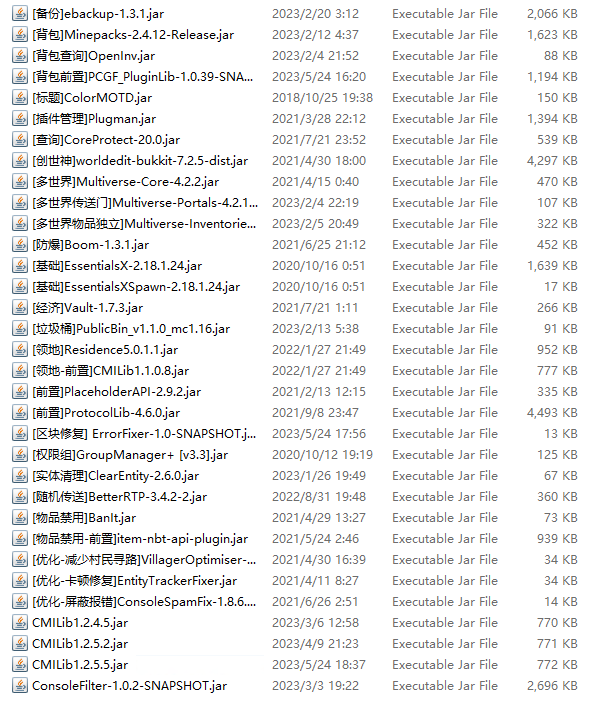 [备份]ebackup-1.3.1.jar 2023/2/20 3:12 Executable Jar File 2,066 KB
[背包]Minepacks-2.4.12-Release.jar 2023/2/12 4:37 Executable Jar File 1,623 KB
[背包查询]OpenInv.jar 2023/2/4 21:52 Executable Jar File 88 KB
[背包前置]PCGF_PluginLib-1.0.39-SNA... 2023/5/24 16:20 Executable Jar File 1,194 KB
[标题]ColorMOTD.jar 2018/10/25 19:38 Executable Jar File 150 KB
[插件管理]Plugman.jar 2021/3/28 22:12 Executable Jar File 1,394 KB
[查询]CoreProtect-20.0.jar 2021/7/21 23:52 Executable Jar File 539 KB
[创世神]worldedit-bukkit-7.2.5-dist.jar 2021/4/30 18:00 Executable Jar File 4,297 KB
[多世界]Multiverse-Core-4.2.2.jar 2021/4/15 0:40 Executable Jar File 470 KB
[多世界传送门]Multiverse-Portals-4.2.1... 2023/2/4 22:19 Executable Jar File 107 KB
[多世界物品独立]Multiverse-Inventorie... 2023/2/5 20:49 Executable Jar File 322 KB
[防爆]Boom-1.3.1.jar 2021/6/25 21:12 Executable Jar File 452 KB
[基础]EssentialsX-2.18.1.24.jar 2020/10/16 0:51 Executable Jar File 1,639 KB
[基础]EssentialsXSpawn-2.18.1.24.jar 2020/10/16 0:51 Executable Jar File 17 KB
[经济]Vault-1.7.3.jar 2021/7/21 1:11 Executable Jar File 266 KB
[垃圾桶]PublicBin_v1.1.0_mc1.16.jar 2023/2/13 5:38 Executable Jar File 91 KB
[领地]Residence5.0.1.1.jar 2022/1/27 21:49 Executable Jar File 952 KB
[领地-前置]CMILib1.1.0.8.jar 2022/1/27 21:49 Executable Jar File 777 KB
[前置]PlaceholderAPI-2.9.2.jar 2021/2/13 12:15 Executable Jar File 335 KB
[前置]ProtocolLib-4.6.0.jar 2021/9/8 23:47 Executable Jar File 4,493 KB
[区块修复] ErrorFixer-1.0-SNAPSHOT.j... 2023/5/24 17:56 Executable Jar File 13 KB
[权限组]GroupManager+ [v3.3].jar 2020/10/12 19:19 Executable Jar File 125 KB
[实体清理]ClearEntity-2.6.0.jar 2023/1/26 19:49 Executable Jar File 67 KB
[随机传送]BetterRTP-3.4.2-2.jar 2022/8/31 19:48 Executable Jar File 360 KB
[物品禁用]BanIt.jar 2021/4/29 13:27 Executable Jar File 73 KB
[物品禁用-前置]item-nbt-api-plugin.jar 2021/5/24 2:46 Executable Jar File 939 KB
[优化-减少村民寻路]VillagerOptimiser-... 2021/4/30 16:39 Executable Jar File 34 KB
[优化-卡顿修复]EntityTrackerFixer.jar 2021/4/11 8:27 Executable Jar File 34 KB
[优化-屏蔽报错]ConsoleSpamFix-1.8.6.... 2021/6/26 2:51 Executable Jar File 14 KB
CMILib1.2.4.5.jar 2023/3/6 12:58 Executable Jar File 770 KB
CMILib1.2.5.2.jar 2023/4/9 21:23 Executable Jar File 771 KB
CMILib1.2.5.5.jar 2023/5/24 18:37 Executable Jar File 772 KB
ConsoleFilter-1.0.2-SNAPSHOT.jar 2023/3/3 19:22 Executable Jar File 2,696 KB